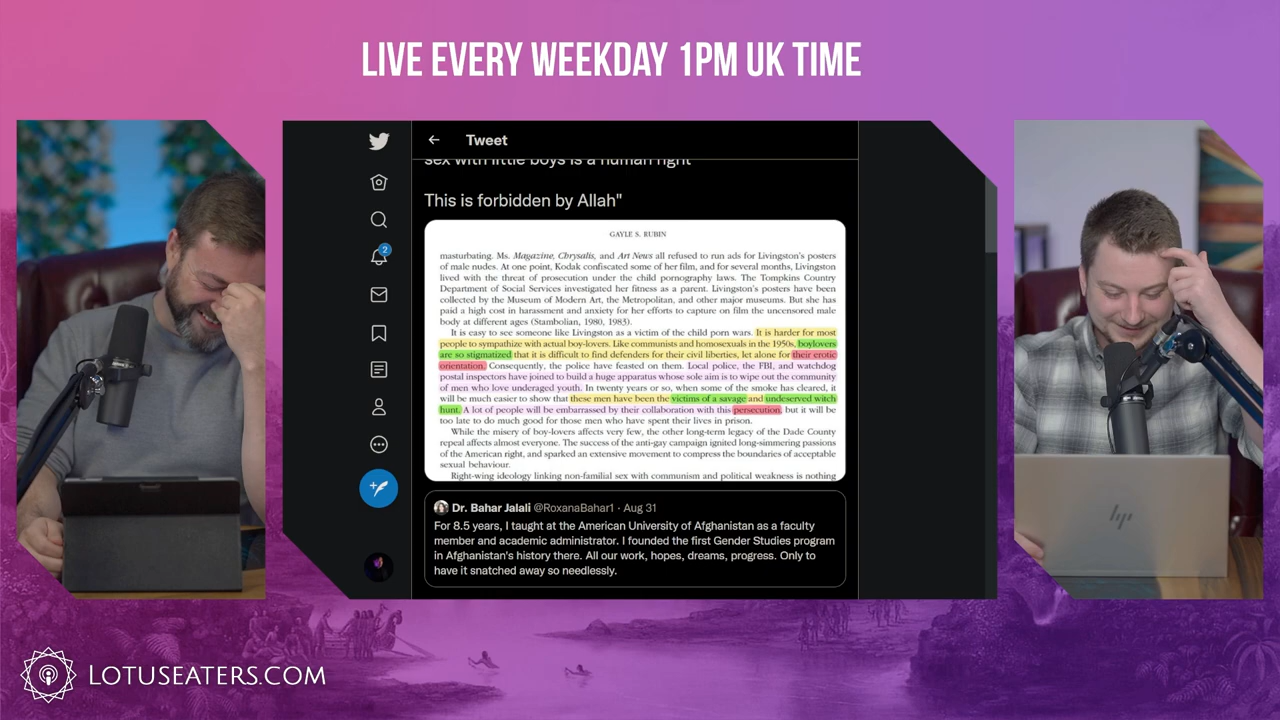 LIVE EVERY WEEKDAY 1PM UK TIME
Tweet
sex with little boys is a human right
This is forbidden by Allah"
GAYLE S. RUBIN
masturbating. Ms. Magazine, Chrysalis, and Art News all refused to run ads for Livingston's posters
of male nudes. At one point, Kodak confiscated some of her film, and for several months, Livingston
lived with the threat of prosecution under the child pornography laws. The Tompkins Country
Department of Social Services investigated her fitness as a parent. Livingston's posters have been
collected by the Museum of Modern Art, the Metropolitan, and other major museums. But she has
paid a high cost in harassment and anxiety for her efforts to capture on film the uncensored male
body at different ages (Stambolian, 1980, 1983).
It is easy to see someone like Livingston as a victim of the child porn wars. It is harder for most
people to sympathize with actual boy-lovers. Like communists and homosexuals in the 1950s, boylovers
are so stigmatized that it is difficult to find defenders for their civil liberties, let alone for their erotic
orientation. Consequently, the police have feasted on them. Local police, the FBI, and watchdog
postal inspectors have joined to build a huge apparatus whose sole aim is to wipe out the community
of men who love underaged youth. In twenty years or so, when some of the smoke has cleared, it
will be much easier to show that these men have been the victims of a savage and undeserved witch
hunt. A lot of people will be embarrassed by their collaboration with this persecution, but it will be
too late to do much good for those men who have spent their lives in prison.
While the misery of boy-lovers affects very few, the other long-term legacy of the Dade County
repeal affects almost everyone. The success of the anti-gay campaign ignited long-simmering passions
of the American right, and sparked an extensive movement to compress the boundaries of acceptable
sexual behaviour.
Right-wing ideology linking non-familial sex with communism and political weakness is nothing
2
Dr. Bahar Jalali @RoxanaBahar1 · Aug 31
For 8.5 years, I taught at the American University of Afghanistan as a faculty
member and academic administrator. I founded the first Gender Studies program
in Afghanistan's history there. All our work, hopes, dreams, progress. Only to
have it snatched away so needlessly.
hp
LOTUSEATERS.COM